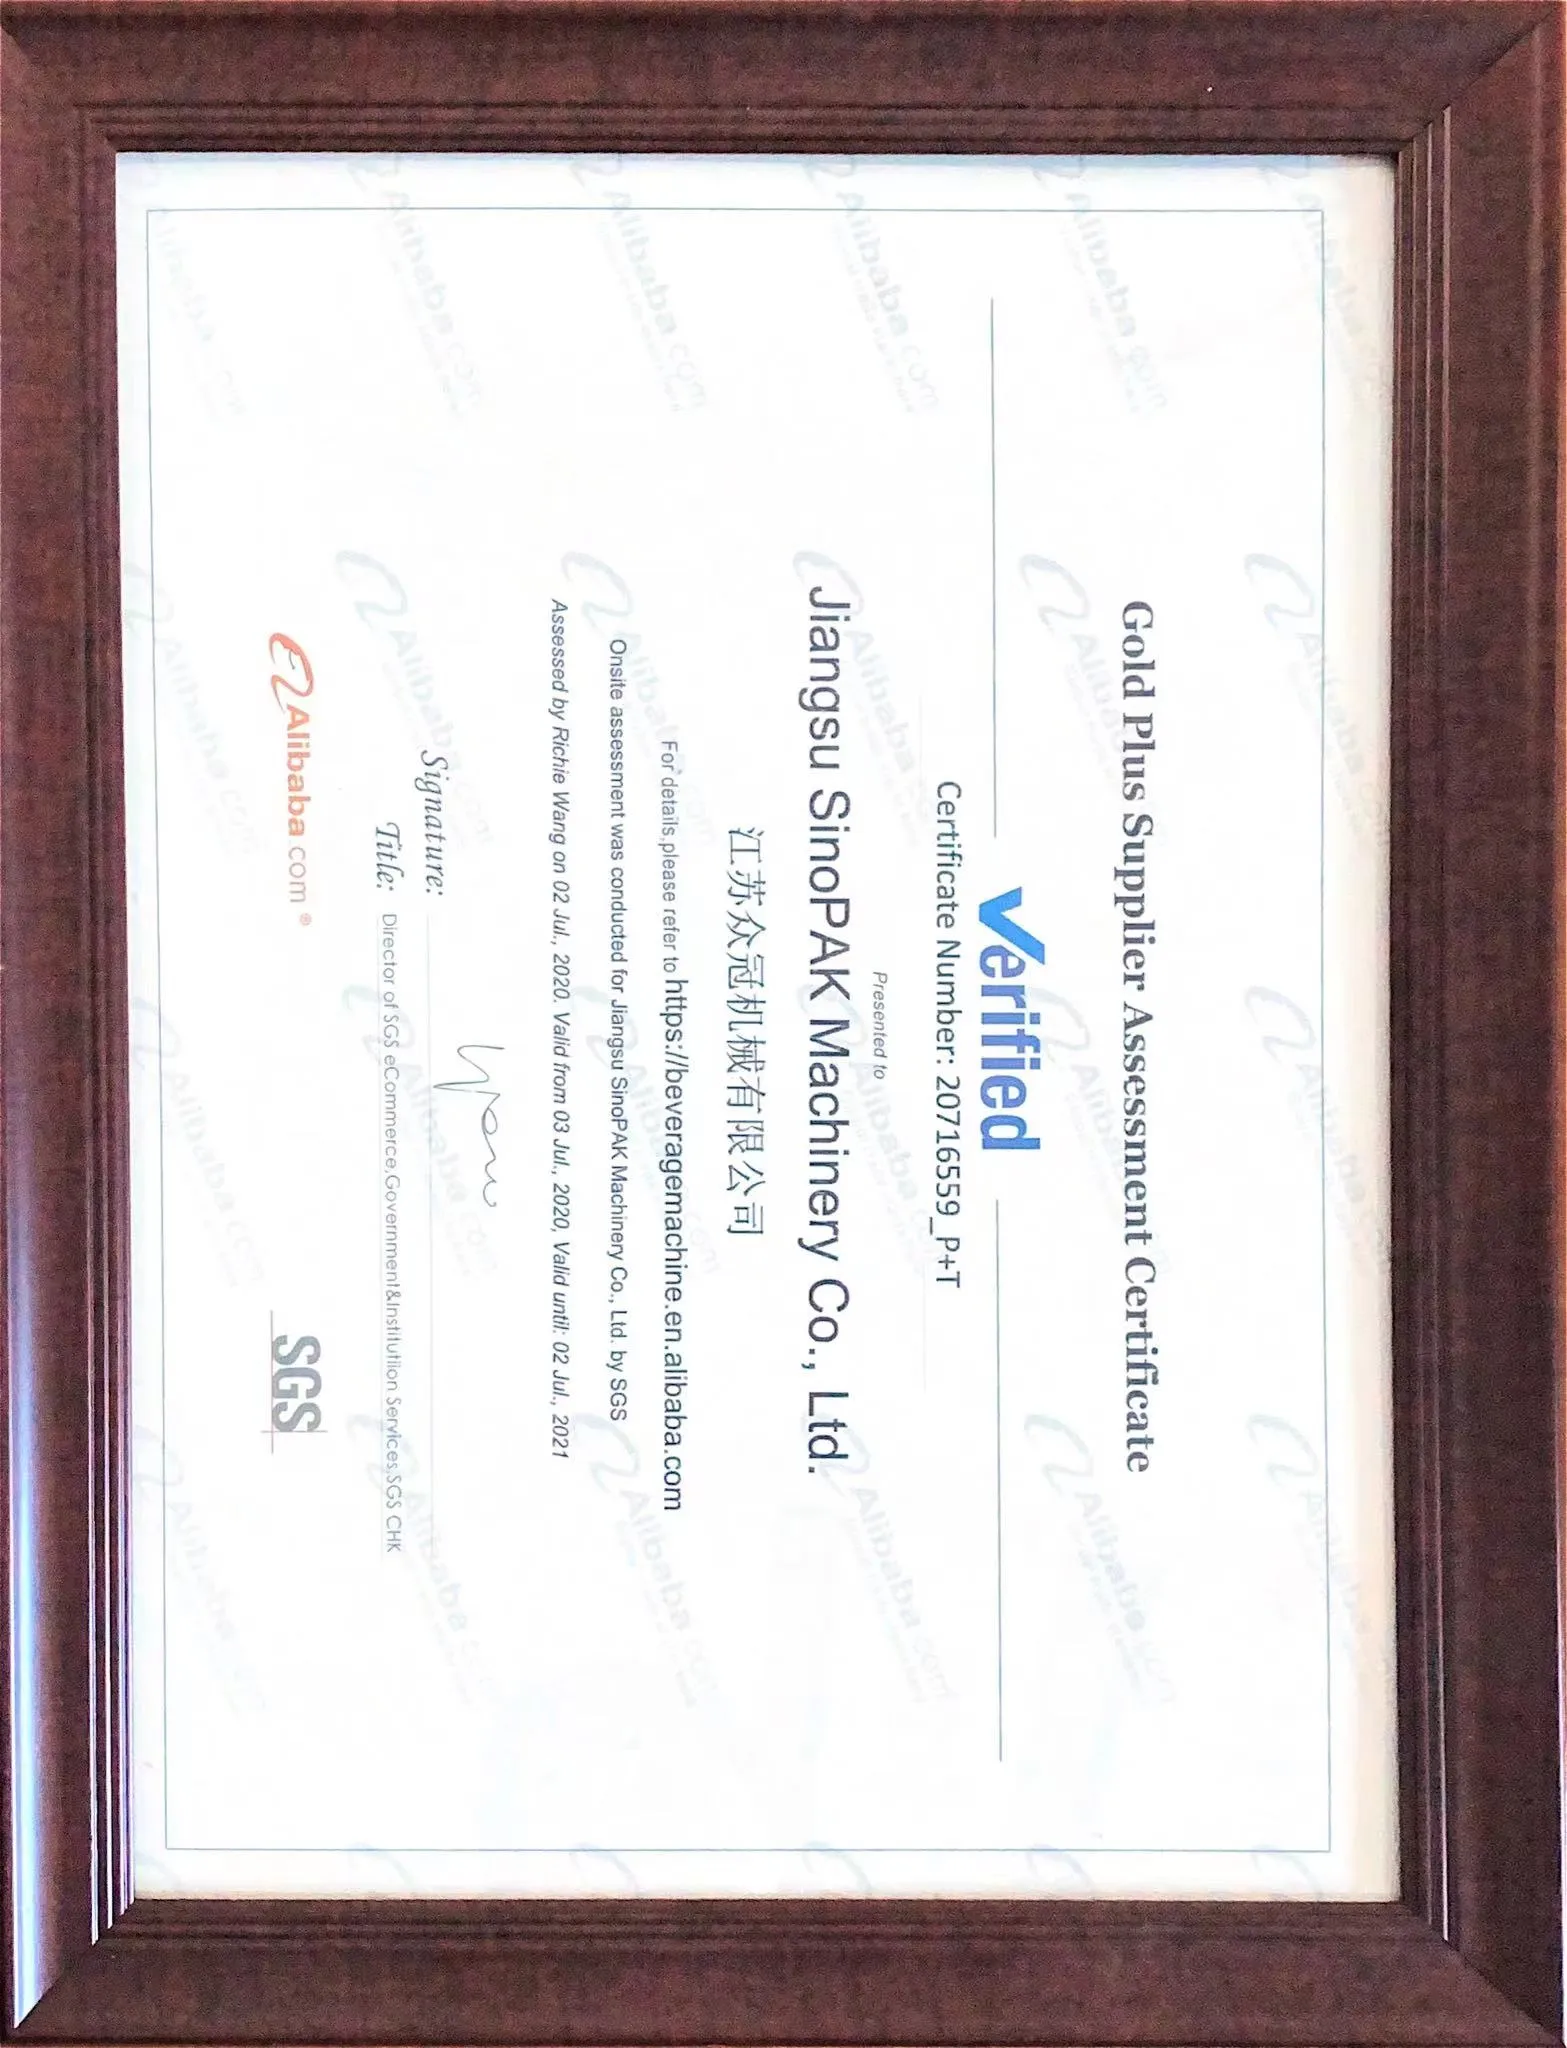 Gold Plus Supplier Assessment Certificate
Verified
Certificate Number: 20716559_P+T
Presented to
Jiangsu SinoPAK Machinery Co., Ltd.
江苏众冠机械有限公司
For details,please refer to https://beveragemachine.en.alibaba.com
Onsite assessment was conducted for Jiangsu SinoPAK Machinery Co., Ltd. by SGS
Assessed by Richie Wang on 02 Jul., 2020. Valid from 03 Jul., 2020, Valid until: 02 Jul., 2021
Signature:
Title: Director of SGS eCommerce,Government&Institutiion Services,SGS CHK
Alibaba.com ®
SGS